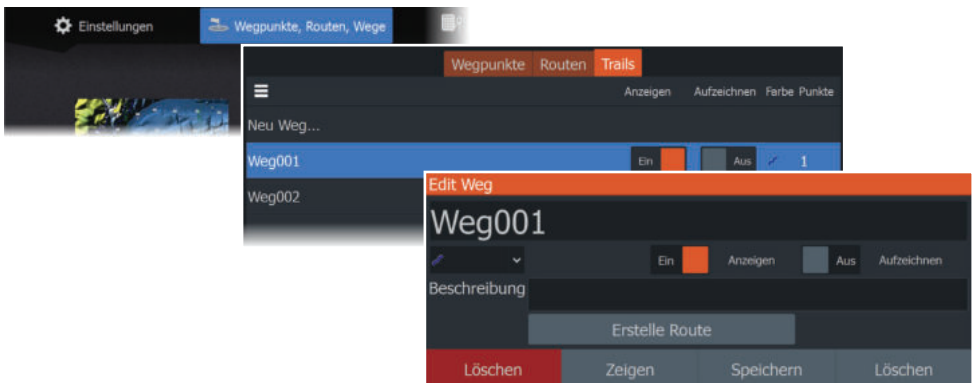 Einstellungen Wegpunkte, Routen, Wege
Wegpunkte Routen Trails
Anzeigen Aufzeichnen Farbe Punkte
Neu Weg...
Weg001 Ein Aus 1
Weg002
Edit Weg
Weg001
Ein Anzeigen Aus Aufzeichnen
Beschreibung
Erstelle Route
Löschen Zeigen Speichern Löschen